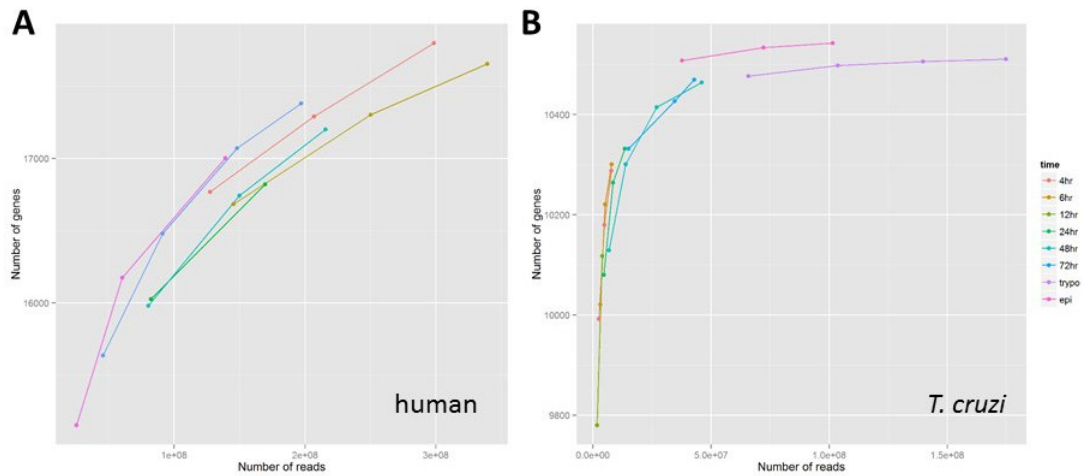 A
B
Number of genes
17000
16000
human
1e+08
2e+08
3e+08
Number of reads
Number of genes
10400
10200
10000
9800
T. cruzi
0.0e+00
5.0e+07
1.0e+08
1.5e+08
Number of reads
time
4hr
6hr
12hr
24hr
48hr
72hr
trypo
epi